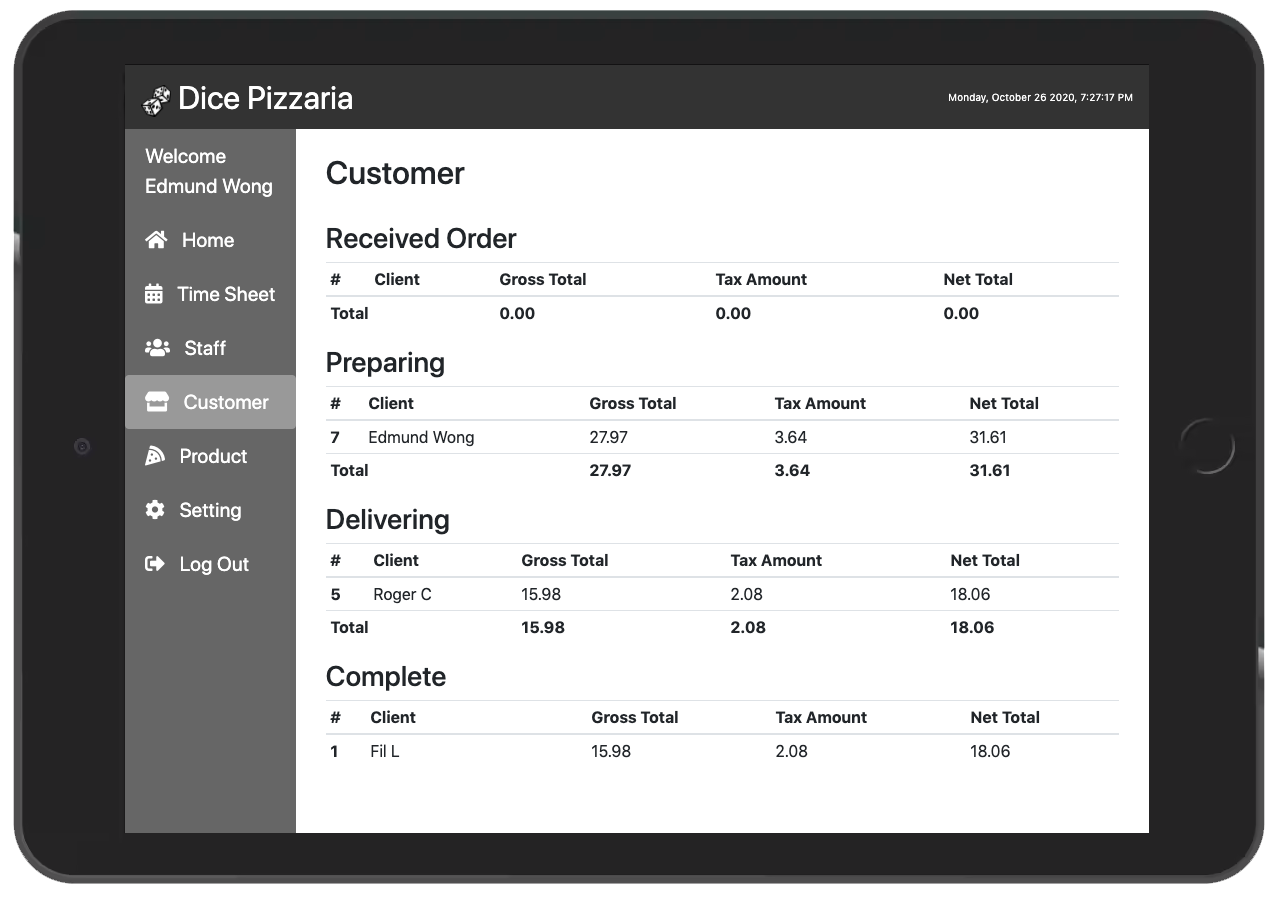 Dice Pizzaria
Monday, October 26 2020, 7:27:17 PM
Welcome
Edmund Wong
Home
Time Sheet
Staff
Customer
Product
Setting
Log Out
Customer
Received Order
# Client Gross Total Tax Amount Net Total
Total 0.00 0.00 0.00
Preparing
# Client Gross Total Tax Amount Net Total
7 Edmund Wong 27.97 3.64 31.61
Total 27.97 3.64 31.61
Delivering
# Client Gross Total Tax Amount Net Total
5 Roger C 15.98 2.08 18.06
Total 15.98 2.08 18.06
Complete
# Client Gross Total Tax Amount Net Total
1 Fil L 15.98 2.08 18.06